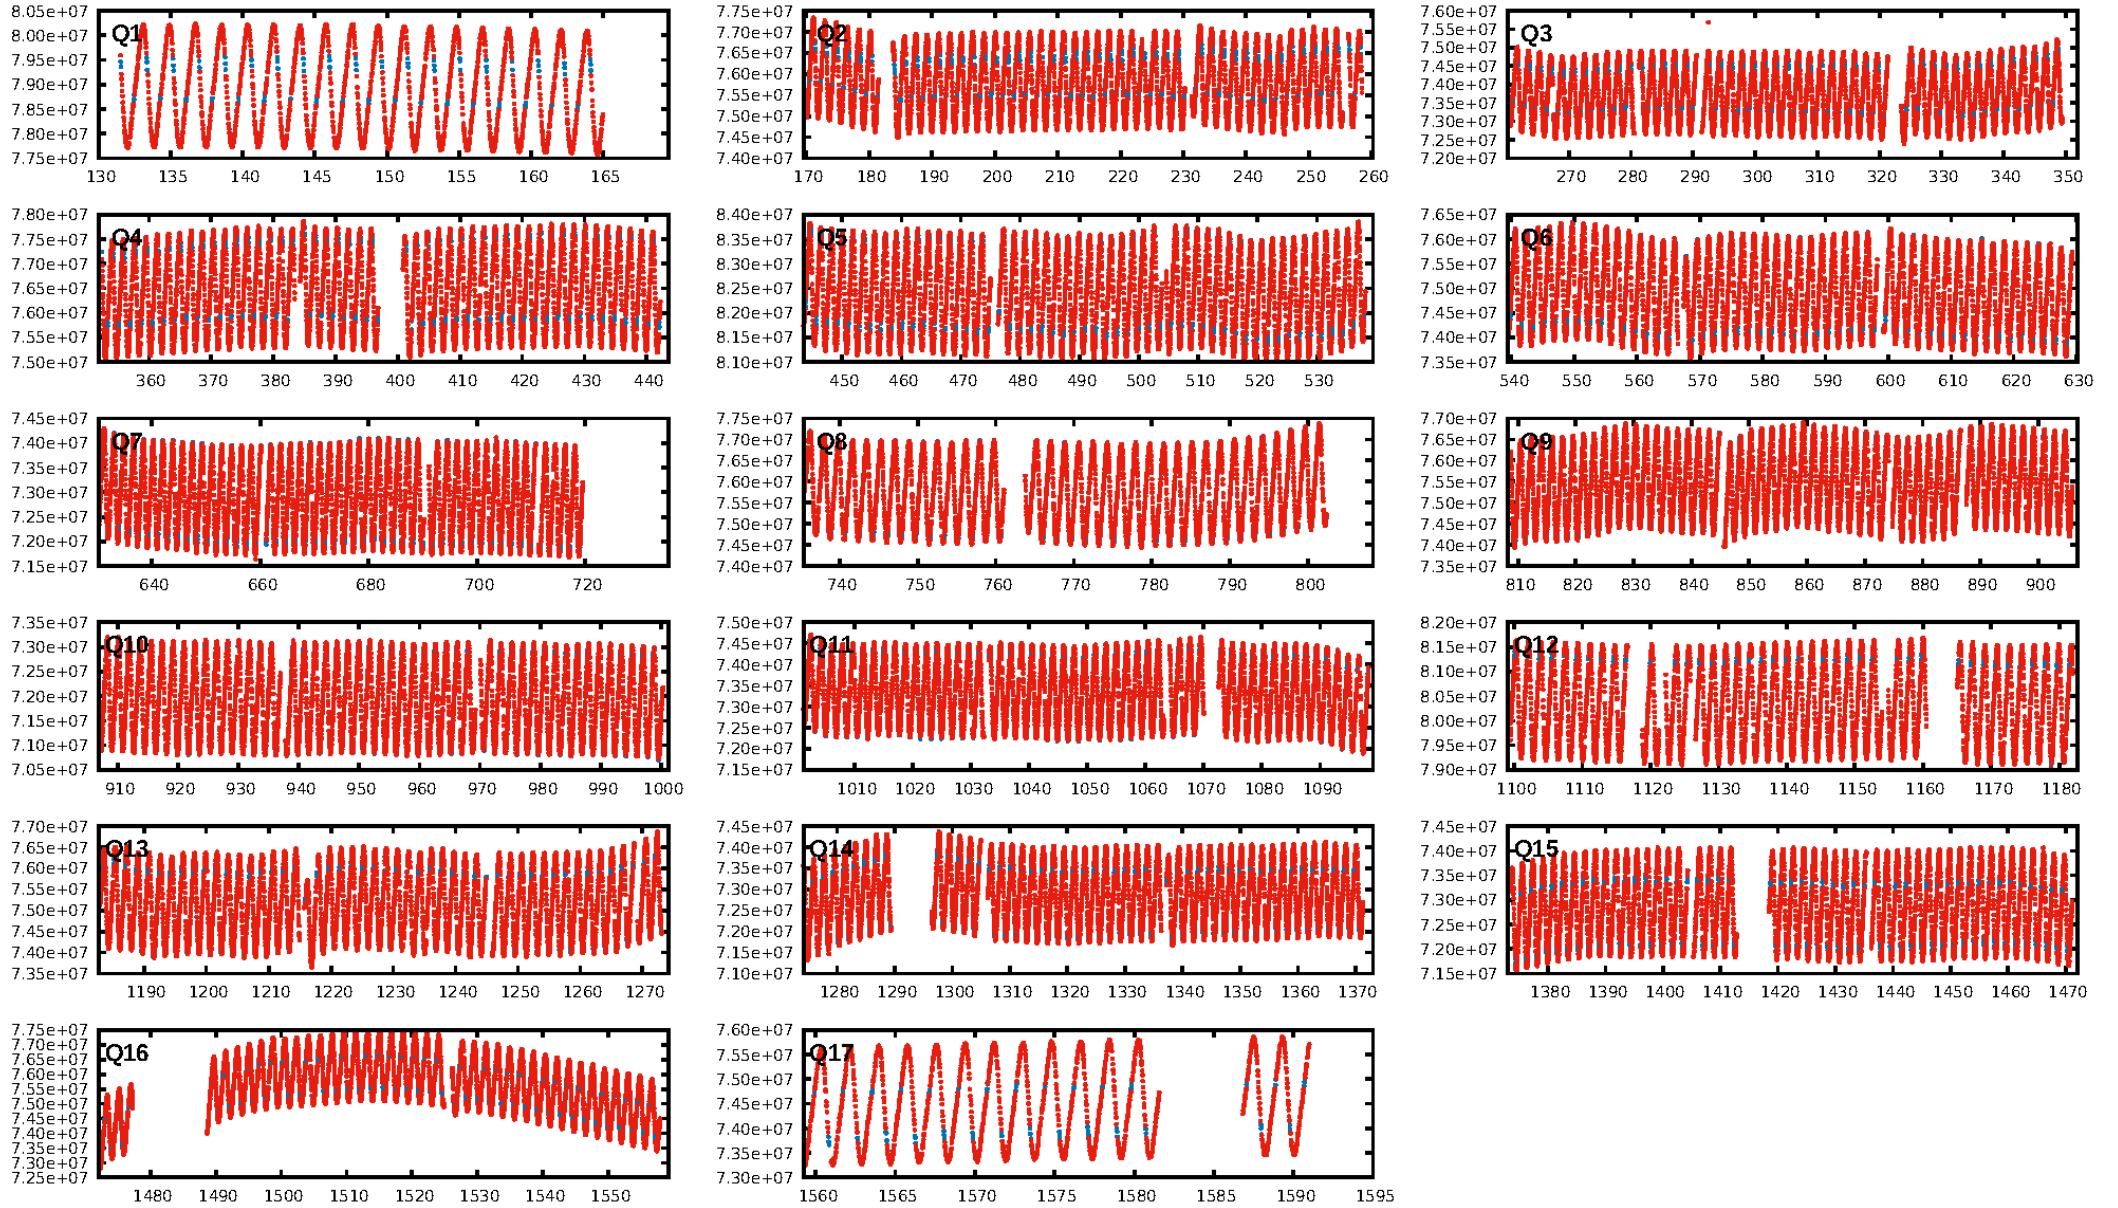 8.05e+07 8.00e+07 7.95e+07 7.90e+07 7.85e+07 7.80e+07 7.75e+07
Q1
130 135 140 145 150 155 160 165
7.75e+07 7.70e+07 7.65e+07 7.60e+07 7.55e+07 7.50e+07 7.45e+07 7.40e+07
Q2
170 180 190 200 210 220 230 240 250 260
7.60e+07 7.55e+07 7.50e+07 7.45e+07 7.40e+07 7.35e+07 7.30e+07 7.25e+07 7.20e+07
Q3
270 280 290 300 310 320 330 340 350
7.80e+07 7.75e+07 7.70e+07 7.65e+07 7.60e+07 7.55e+07 7.50e+07
Q4
360 370 380 390 400 410 420 430 440
8.40e+07 8.35e+07 8.30e+07 8.25e+07 8.20e+07 8.15e+07 8.10e+07
Q5
450 460 470 480 490 500 510 520 530
7.65e+07 7.60e+07 7.55e+07 7.50e+07 7.45e+07 7.40e+07 7.35e+07
Q6
540 550 560 570 580 590 600 610 620 630
7.45e+07 7.40e+07 7.35e+07 7.30e+07 7.25e+07 7.20e+07 7.15e+07
Q7
640 660 680 700 720
7.75e+07 7.70e+07 7.65e+07 7.60e+07 7.55e+07 7.50e+07 7.45e+07 7.40e+07
Q8
740 750 760 770 780 790 800
7.70e+07 7.65e+07 7.60e+07 7.55e+07 7.50e+07 7.45e+07 7.40e+07 7.35e+07
Q9
810 820 830 840 850 860 870 880 890 900
7.35e+07 7.30e+07 7.25e+07 7.20e+07 7.15e+07 7.10e+07 7.05e+07
Q10
910 920 930 940 950 960 970 980 990 1000
7.50e+07 7.45e+07 7.40e+07 7.35e+07 7.30e+07 7.25e+07 7.20e+07 7.15e+07
Q11
1010 1020 1030 1040 1050 1060 1070 1080 1090
8.20e+07 8.15e+07 8.10e+07 8.05e+07 8.00e+07 7.95e+07 7.90e+07
Q12
1100 1110 1120 1130 1140 1150 1160 1170 1180
7.70e+07 7.65e+07 7.60e+07 7.55e+07 7.50e+07 7.45e+07 7.40e+07 7.35e+07
Q13
1190 1200 1210 1220 1230 1240 1250 1260 1270
7.45e+07 7.40e+07 7.35e+07 7.30e+07 7.25e+07 7.20e+07 7.15e+07 7.10e+07
Q14
1280 1290 1300 1310 1320 1330 1340 1350 1360 1370
7.45e+07 7.40e+07 7.35e+07 7.30e+07 7.25e+07 7.20e+07 7.15e+07
Q15
1380 1390 1400 1410 1420 1430 1440 1450 1460 1470
7.75e+07 7.70e+07 7.65e+07 7.60e+07 7.55e+07 7.50e+07 7.45e+07 7.40e+07 7.35e+07 7.30e+07 7.25e+07
Q16
1480 1490 1500 1510 1520 1530 1540 1550
7.60e+07 7.55e+07 7.50e+07 7.45e+07 7.40e+07 7.35e+07 7.30e+07
Q17
1560 1565 1570 1575 1580 1585 1590 1595